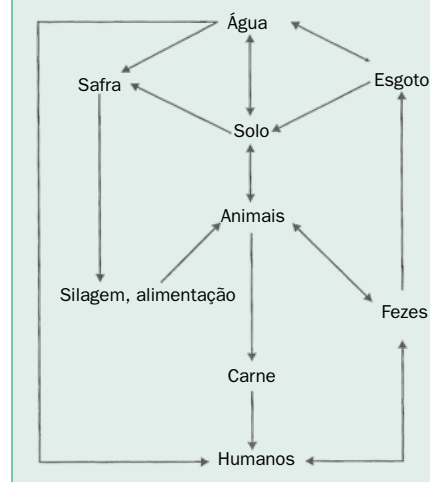 Água
Safra
Esgoto
Solo
Animais
Silagem, alimentação
Fezes
Carne
Humanos